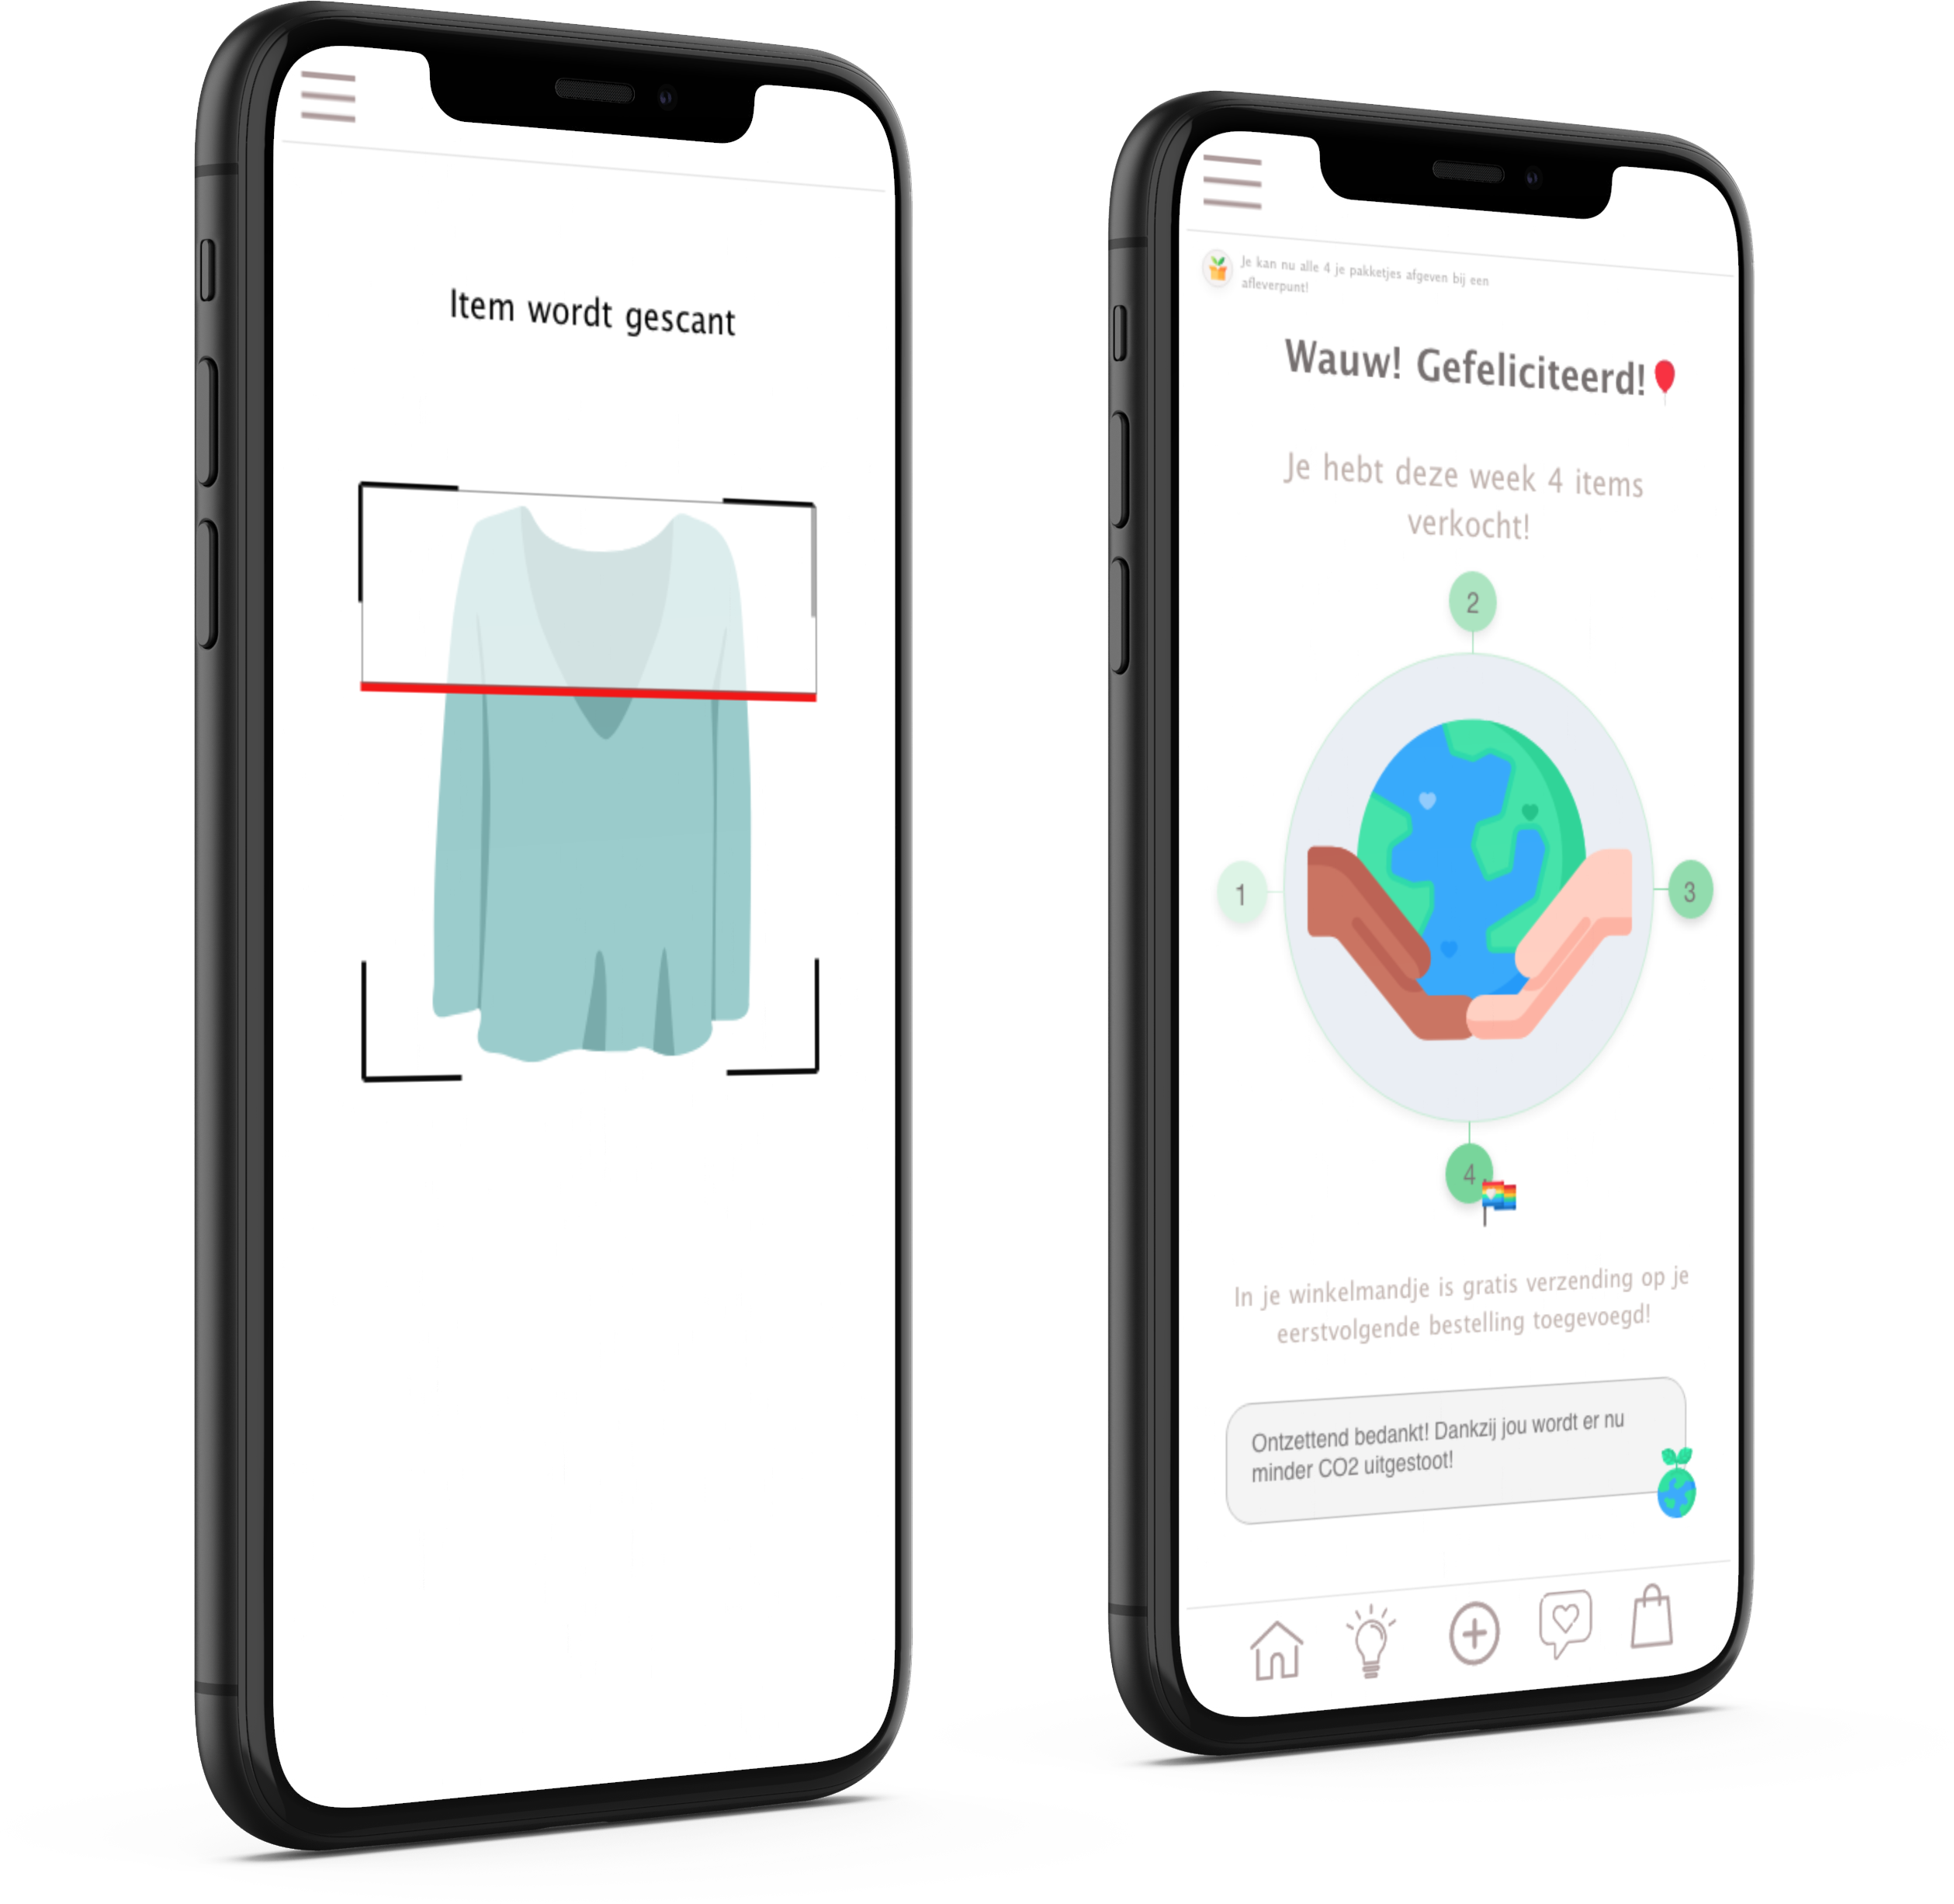 Item wordt gescant
Je kan nu alle 4 je pakketjes afgeven bij een
afleverpunt!
Wauw! Gefeliciteerd!
Je hebt deze week 4 items
verkocht!
2
1
3
4
In je winkelmandje is gratis verzending op je
eerstvolgende bestelling toegevoegd!
Ontzettend bedankt! Dankzij jou wordt er nu
minder CO2 uitgestoot!